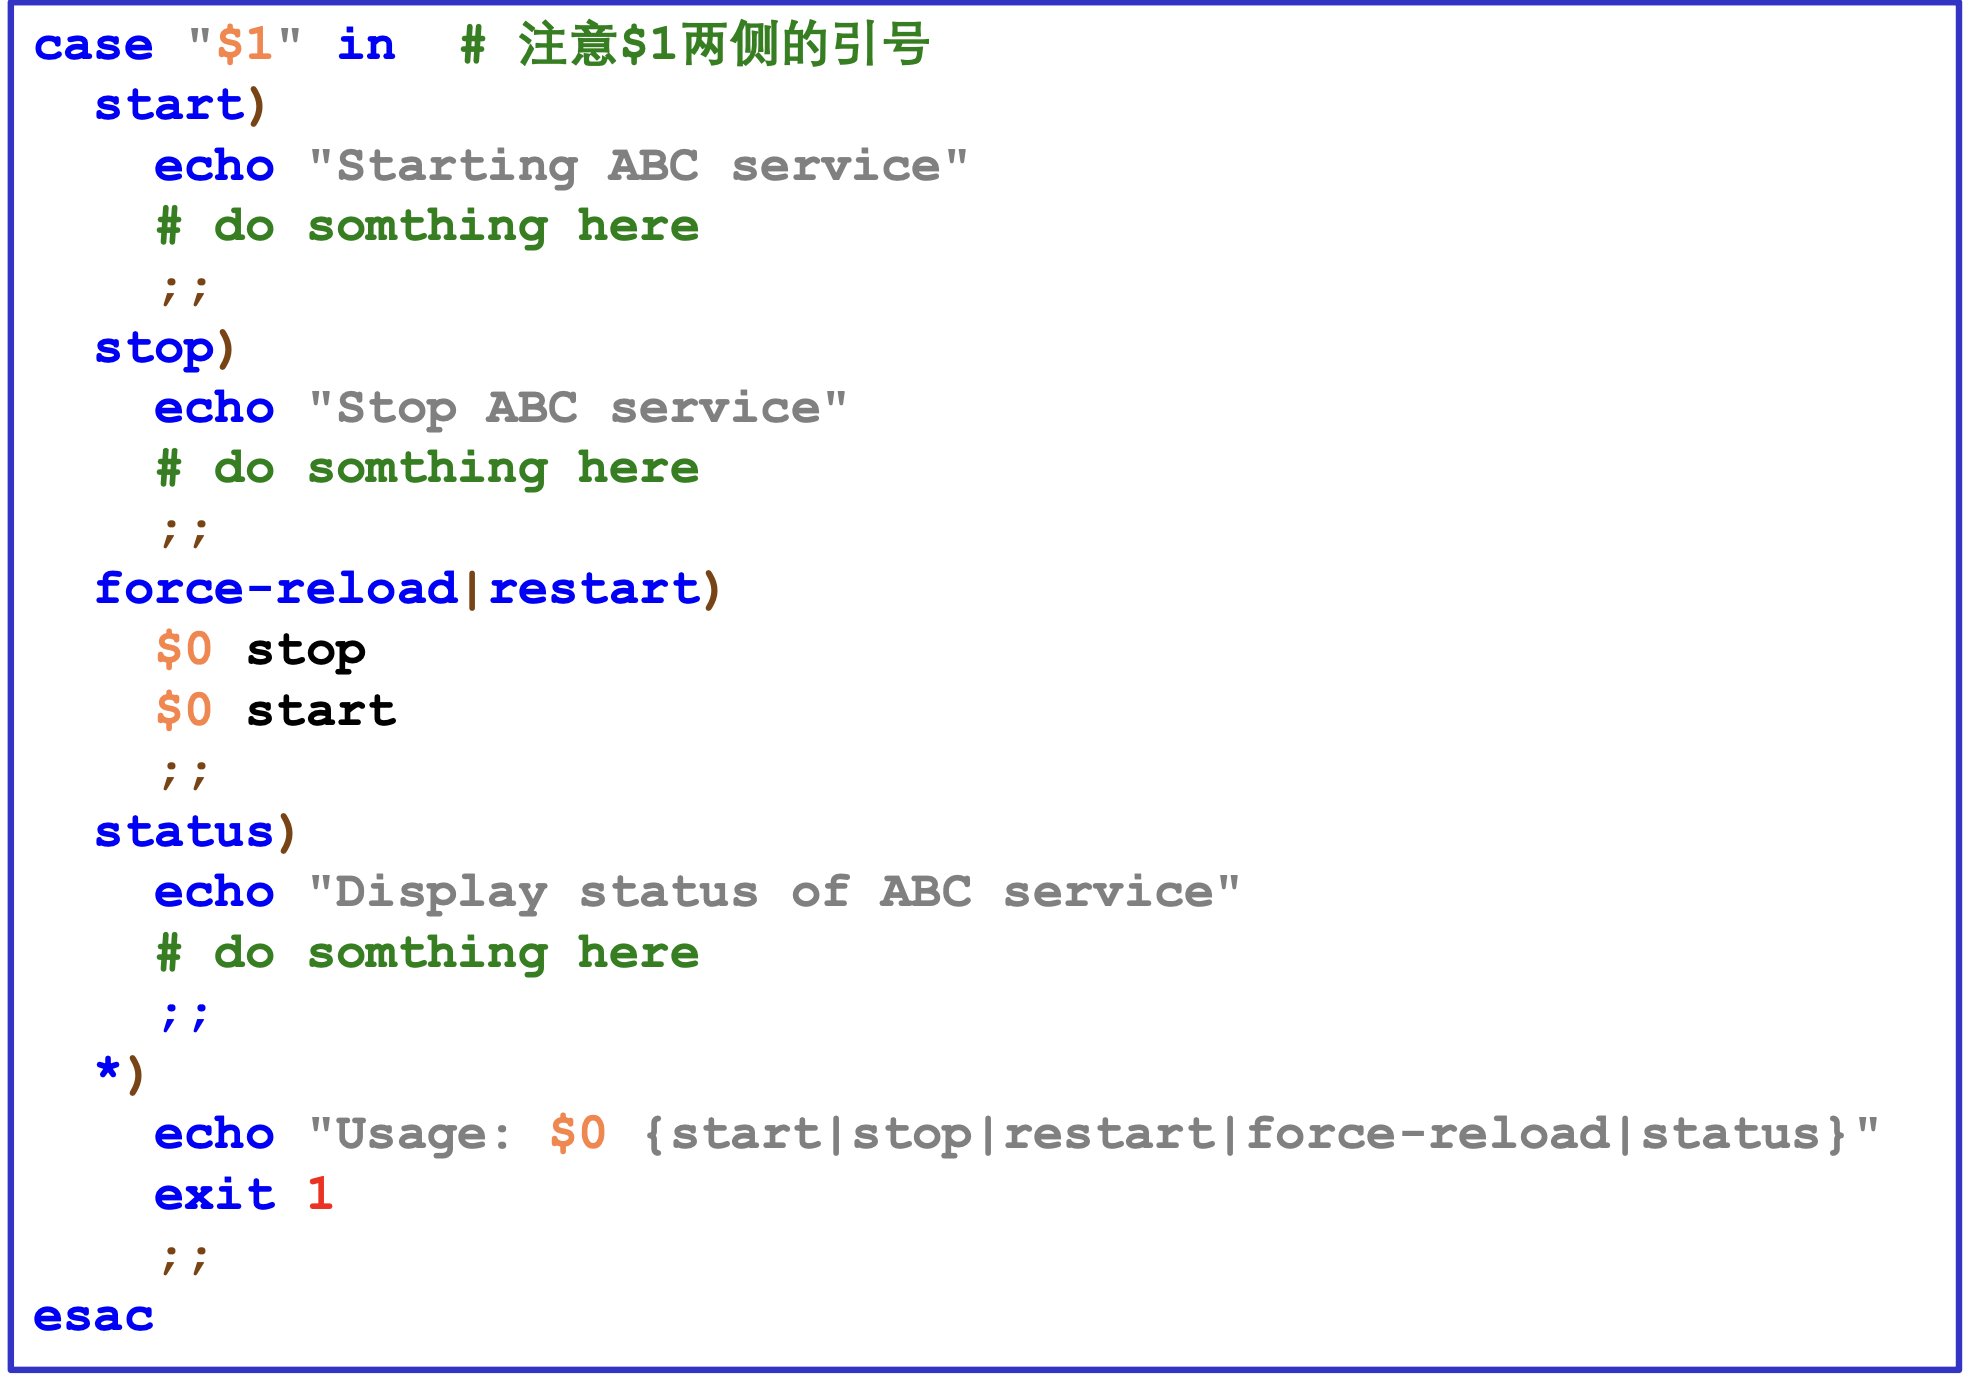 case "$1" in  # 注意$1两侧的引号
  start)
    echo "Starting ABC service"
    # do somthing here
    ;;
  stop)
    echo "Stop ABC service"
    # do somthing here
    ;;
  force-reload|restart)
    $0 stop
    $0 start
    ;;
  status)
    echo "Display status of ABC service"
    # do somthing here
    ;;
  *)
    echo "Usage: $0 {start|stop|restart|force-reload|status}"
    exit 1
    ;;
esac